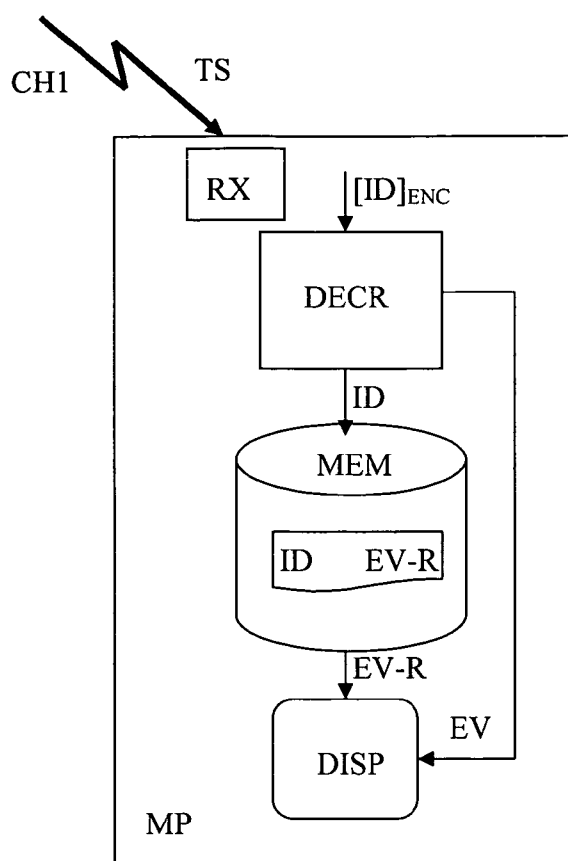 CH1
TS
RX
[ID]ENC
DECR
ID
MEM
ID EV-R
EV-R
EV
DISP
MP